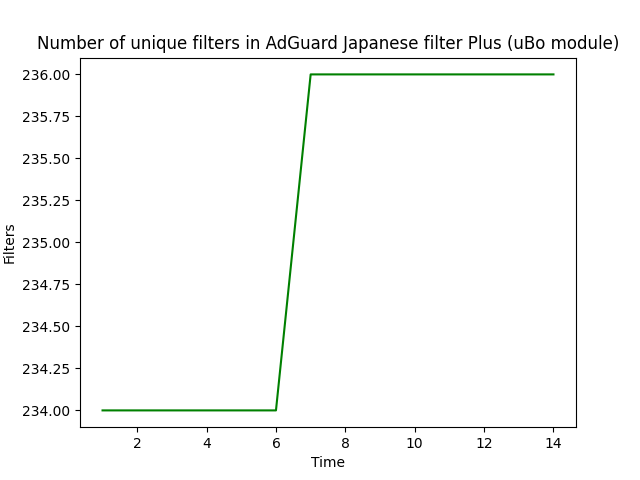 Number of unique filters in AdGuard Japanese filter Plus (uBo module)
236.00
235.75
235.50
235.25
235.00
234.75
234.50
234.25
234.00
Filters
2 4 6 8 10 12 14
Time